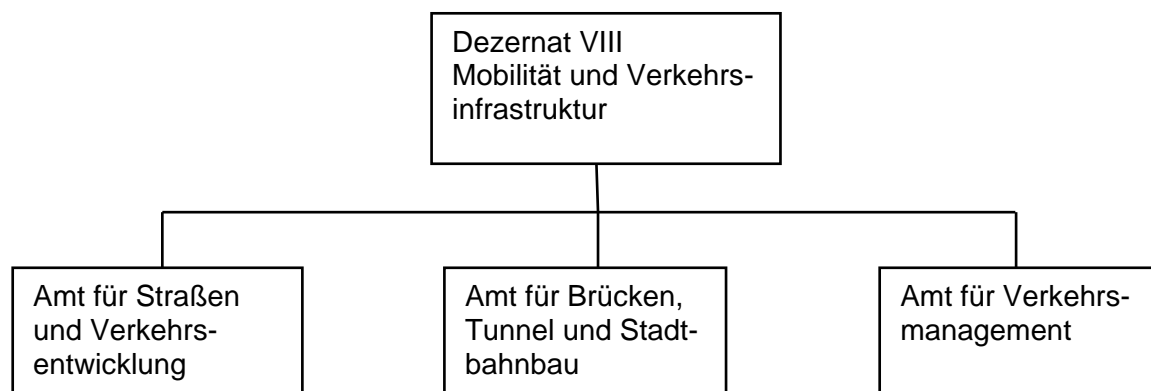 Dezernat VIII
Mobilität und Verkehrs-
infrastruktur
Amt für Straßen
und Verkehrs-
entwicklung
Amt für Brücken,
Tunnel und Stadt-
bahnbau
Amt für Verkehrs-
management